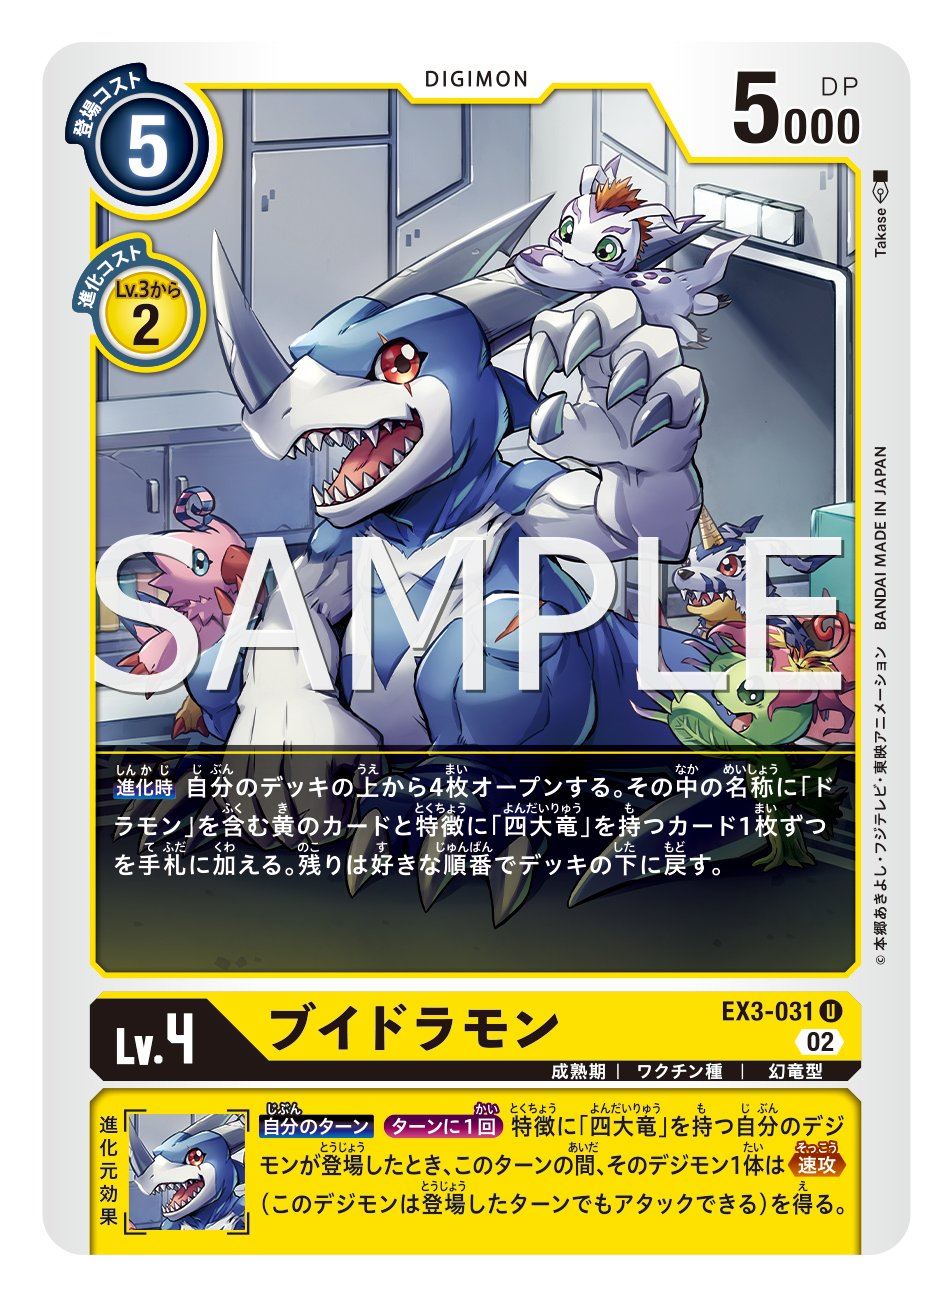 DIGIMON
登場コスト
5
DP
5000
進化コスト
Lv.3から
2
Takase
SAMPLE
進化時 自分のデッキの上から4枚オープンする。その中の名称に「ド
ラモン」を含む黄のカードと特徴に「四大竜」を持つカード1枚ずつ
を手札に加える。残りは好きな順番でデッキの下に戻す。
©本郷あきよし・フジテレビ・東映アニメーション BANDAI MADE IN JAPAN
Lv.4
ブイドラモン
EX3-031 U
02
成熟期 | ワクチン種 | 幻竜型
進化元効果
自分のターン ターンに1回 特徴に「四大竜」を持つ自分のデジ
モンが登場したとき、このターンの間、そのデジモン1体は 速攻
(このデジモンは登場したターンでもアタックできる)を得る。